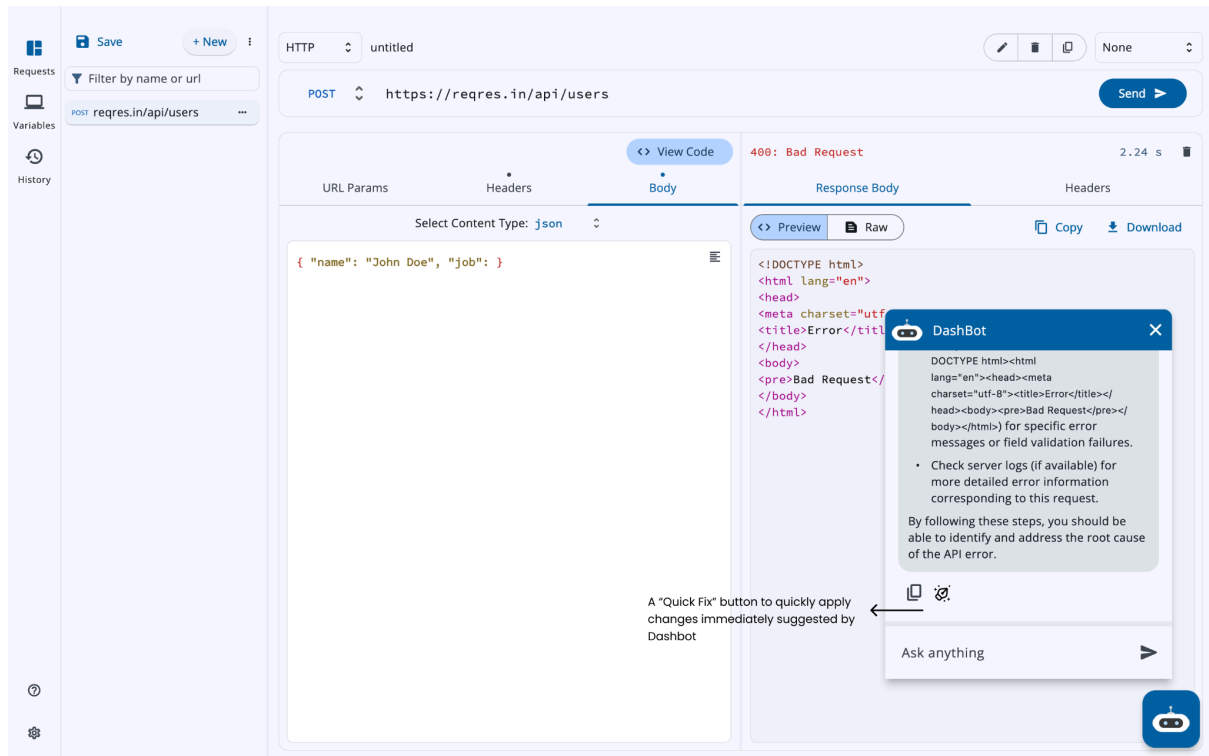 Requests
Variables
History
Save
+ New
Filter by name or url
POST reqres.in/api/users
HTTP
untitled
None
POST
https://reqres.in/api/users
Send
<> View Code
URL Params
Headers
Body
Select Content Type: json
{ "name": "John Doe", "job": }
400: Bad Request
2.24 s
Response Body
Headers
<> Preview
Raw
Copy
Download
<!DOCTYPE html>
<html lang="en">
<head>
<meta charset="utf
<title>Error</titl
</head>
<body>
<pre>Bad Request</
</body>
</html>
DashBot
DOCTYPE html><html
lang="en"><head><meta
charset="utf-8"><title>Error</title></
head><body><pre>Bad Request</pre></
body></html>) for specific error
messages or field validation failures.
• Check server logs (if available) for
more detailed error information
corresponding to this request.
By following these steps, you should be
able to identify and address the root cause
of the API error.
A “Quick Fix” button to quickly apply
changes immediately suggested by
Dashbot
Ask anything